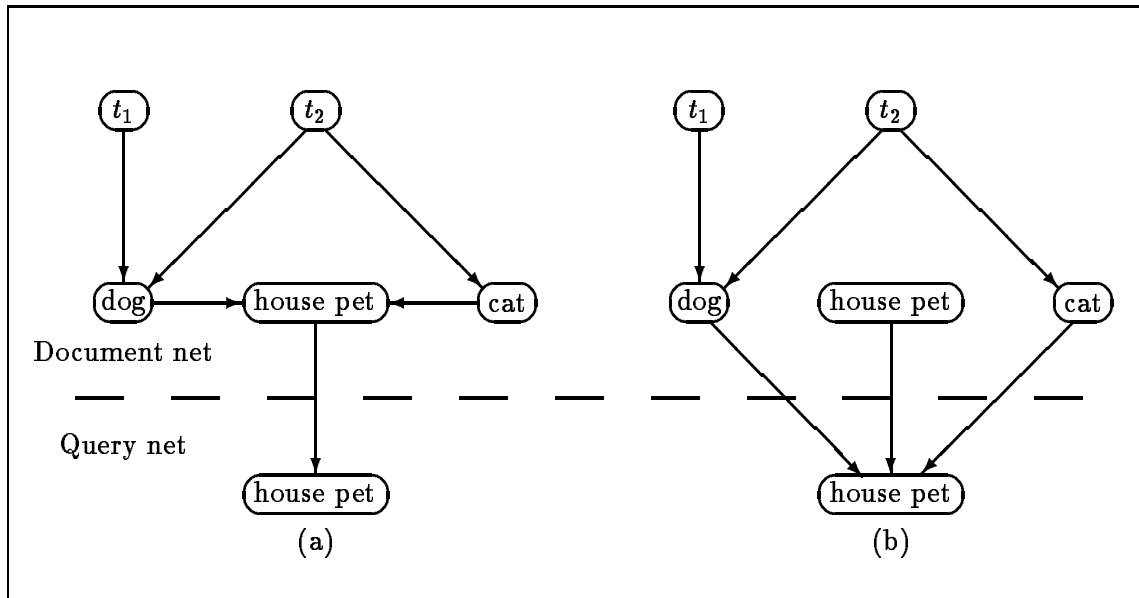 t₁ t₂ t₁ t₂
dog house pet cat dog house pet cat
Document net
Query net
house pet house pet
(a) (b)